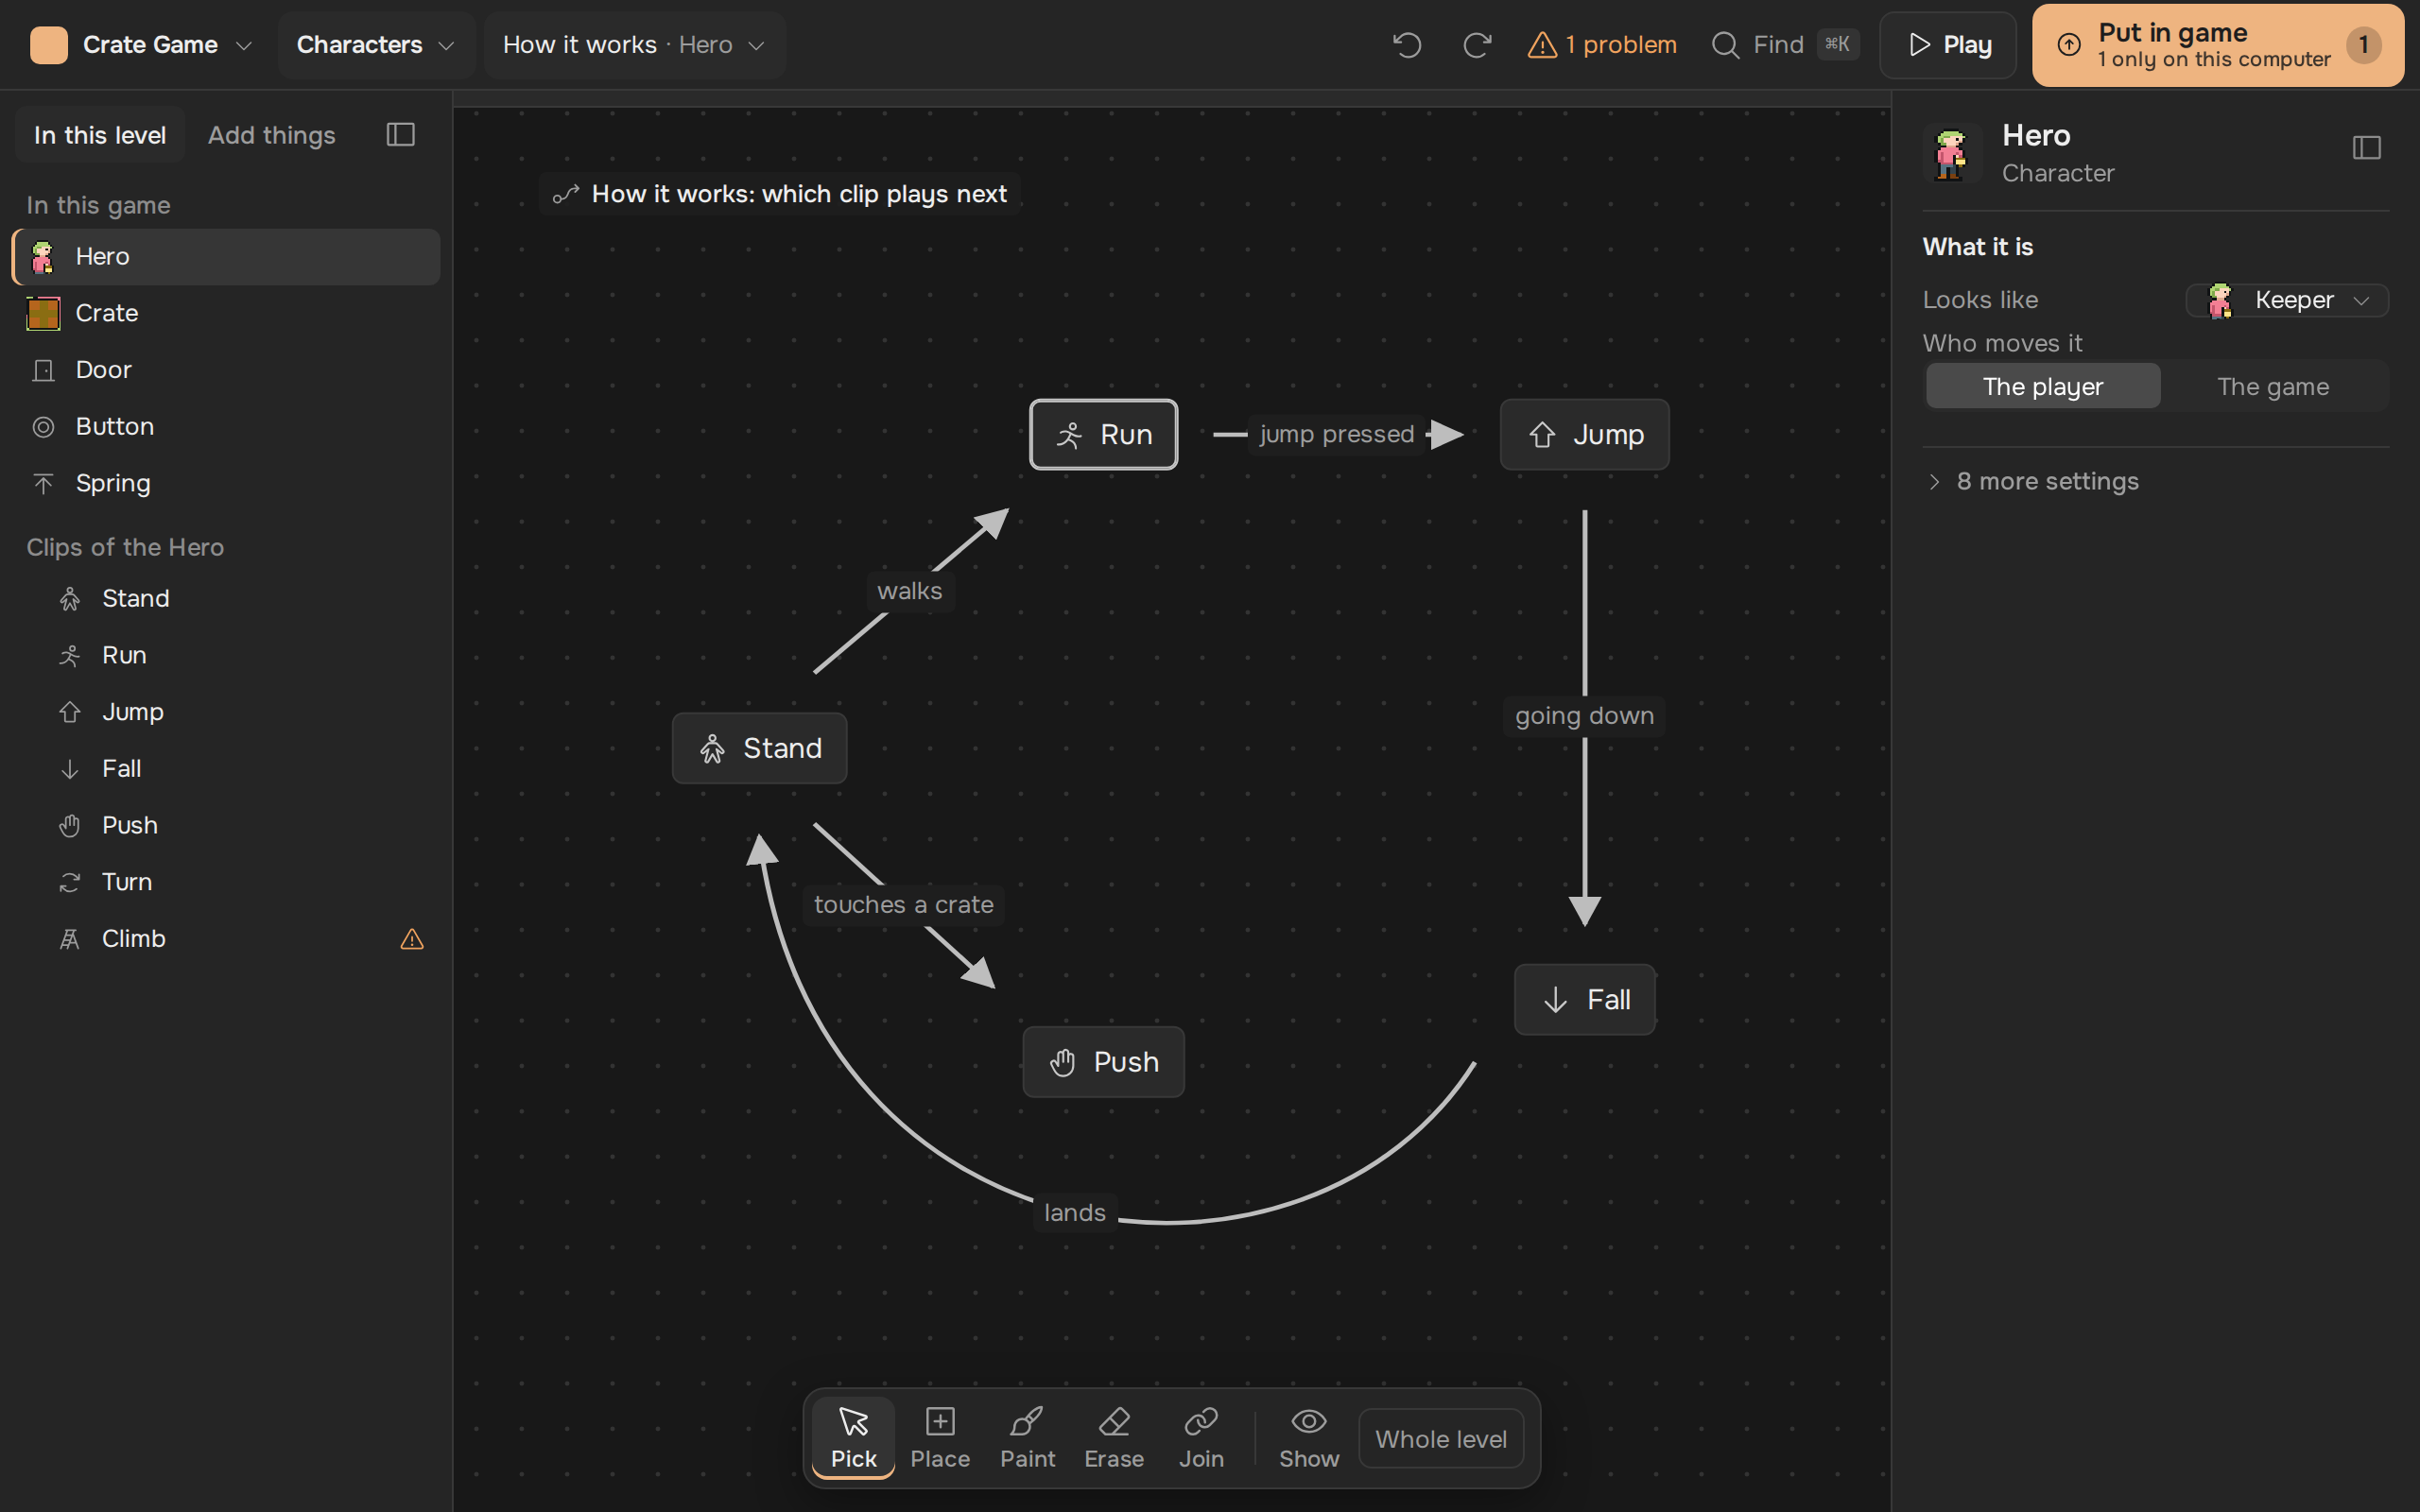 Crate Game
Characters
How it works · Hero
1 problem
Find ⌘K
Play
Put in game
1 only on this computer
1
In this level
Add things
In this game
Hero
Crate
Door
Button
Spring
Clips of the Hero
Stand
Run
Jump
Fall
Push
Turn
Climb
How it works: which clip plays next
Run
jump pressed
Jump
walks
going down
Stand
touches a crate
Fall
Push
lands
Pick
Place
Paint
Erase
Join
Show
Whole level
Hero
Character
What it is
Looks like
Keeper
Who moves it
The player
The game
8 more settings